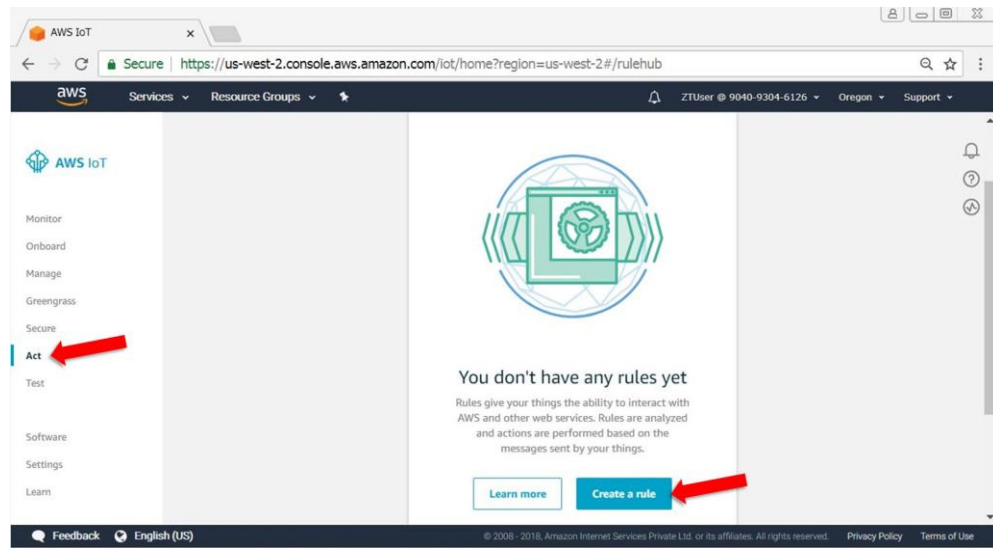 AWS IoT
Secure | https://us-west-2.console.aws.amazon.com/iot/home?region=us-west-2#/rulehub
aws Services Resource Groups ZTUser @ 9040-9304-6126 Oregon Support
AWS IoT
Monitor
Onboard
Manage
Greengrass
Secure
Act
Test
Software
Settings
Learn
You don't have any rules yet
Rules give your things the ability to interact with
AWS and other web services. Rules are analyzed
and actions are performed based on the
messages sent by your things.
Learn more Create a rule
Feedback English (US) © 2008 - 2018, Amazon Internet Services Private Ltd. or its affiliates. All rights reserved. Privacy Policy Terms of Use